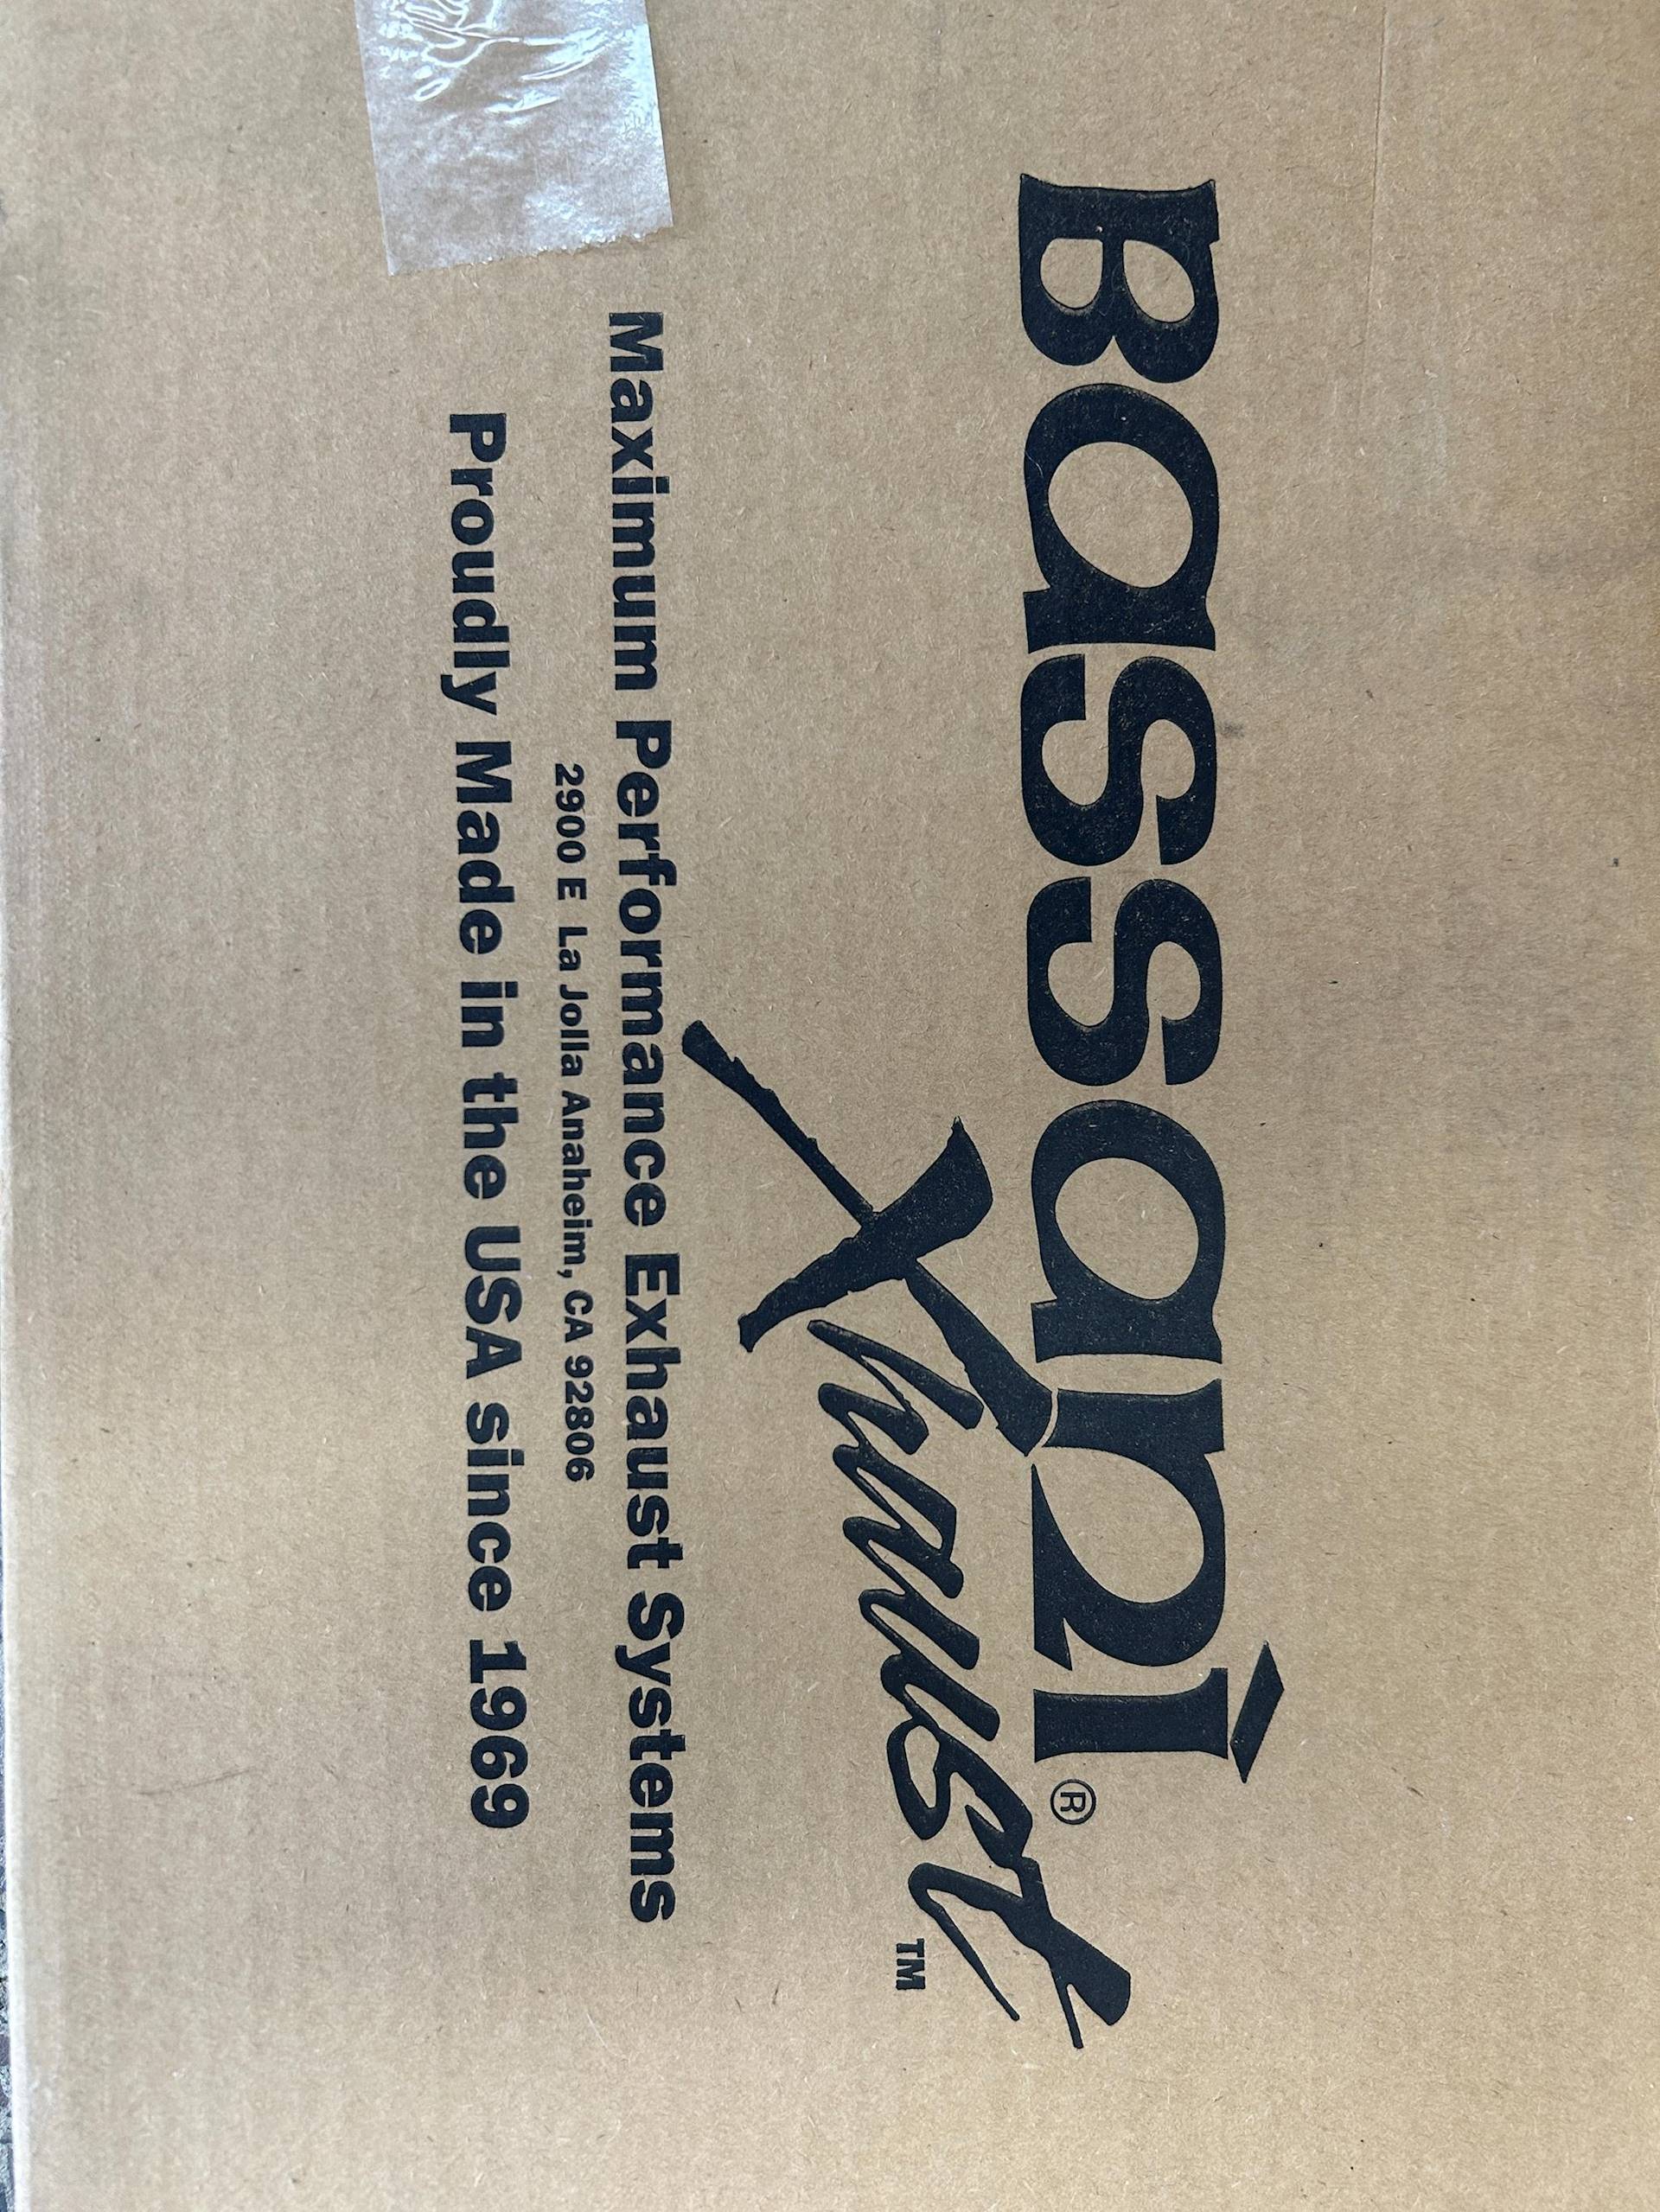 Bassani®
Xhaust™
Maximum Performance Exhaust Systems
2900 E La Jolla Anaheim, CA 92806
Proudly Made in the USA since 1969